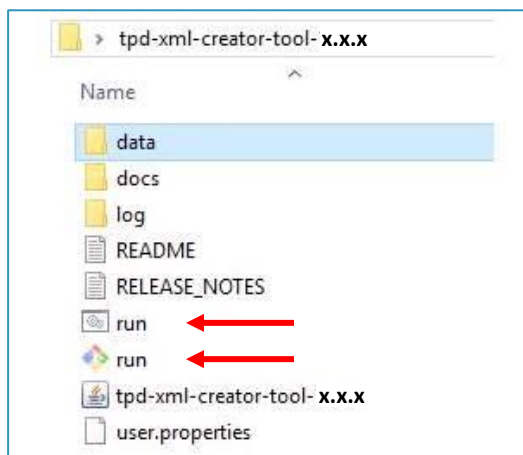 > tpd-xml-creator-tool- x.x.x
Name
data
docs
log
README
RELEASE_NOTES
run
run
tpd-xml-creator-tool- x.x.x
user.properties